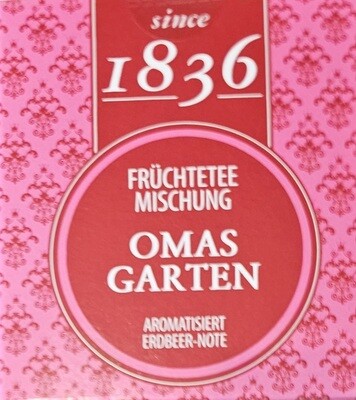 since
1836
FRÜCHTETEE
MISCHUNG
OMAS
GARTEN
AROMATISIERT
ERDBEER-NOTE